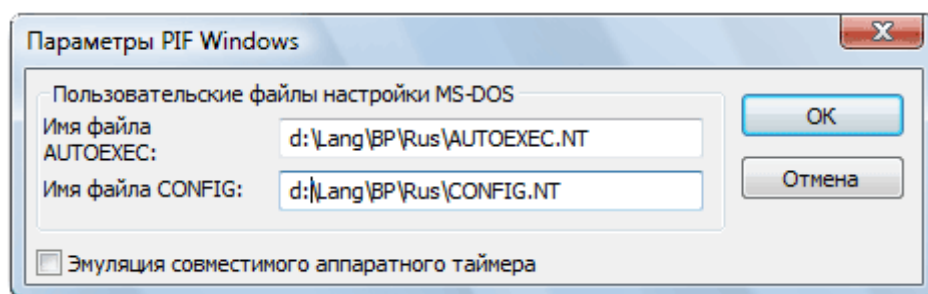 Параметры PIF Windows
Пользовательские файлы настройки MS-DOS
Имя файла
AUTOEXEC:
d:\Lang\BP\Rus\AUTOEXEC.NT
OK
Имя файла CONFIG:
d:\Lang\BP\Rus\CONFIG.NT
Отмена
Эмуляция совместимого аппаратного таймера